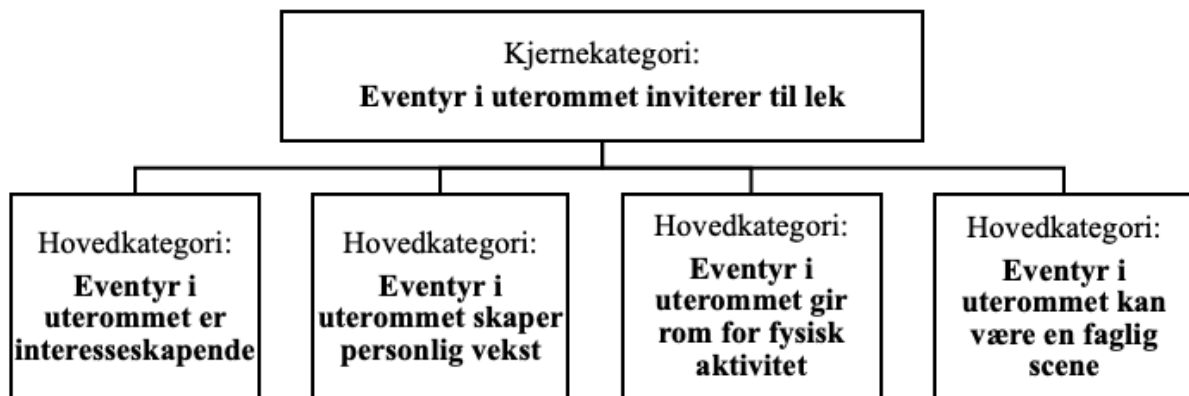 Kjernekategori:
Eventyr i uterommet inviterer til lek
Hovedkategori:
Eventyr i
uterommet er
interesseskapende
Hovedkategori:
Eventyr i
uterommet skaper
personlig vekst
Hovedkategori:
Eventyr i
uterommet gir
rom for fysisk
aktivitet
Hovedkategori:
Eventyr i
uterommet kan
være en faglig
scene